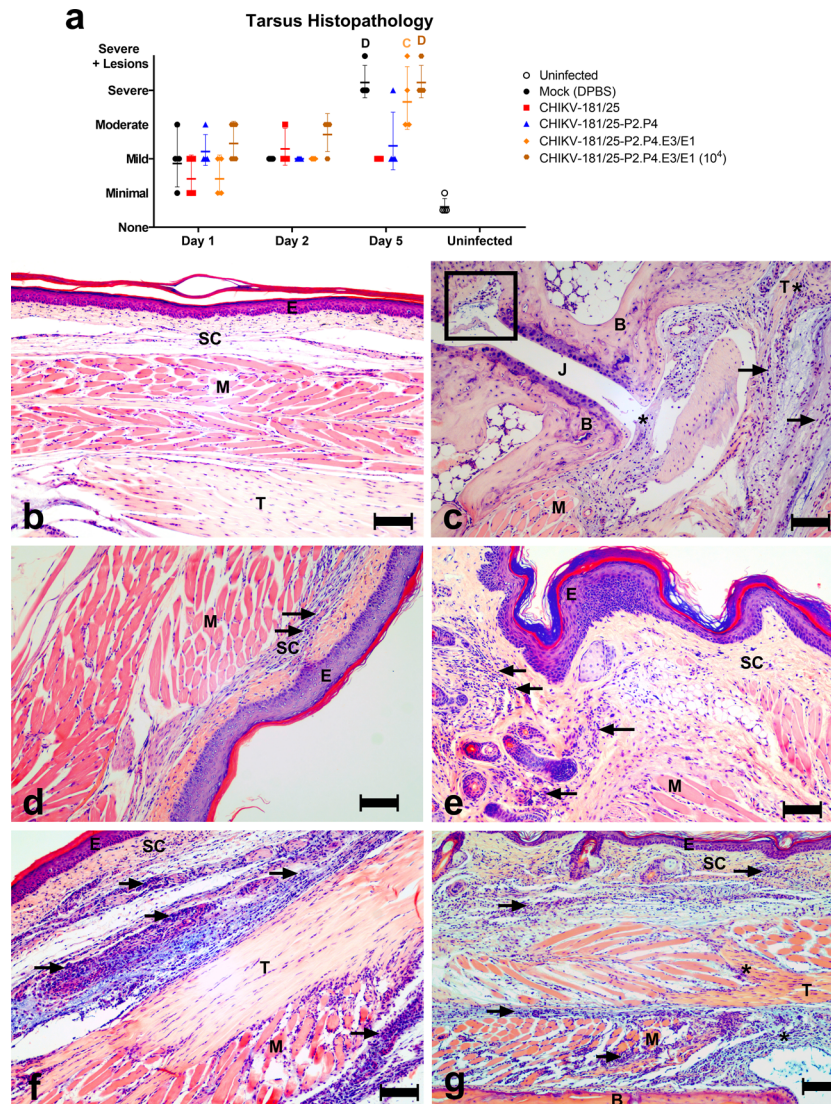 a
Tarsus Histopathology
Severe
+ Lesions
Severe
Moderate
Mild
Minimal
None
D
C
D
Day 1
Day 2
Day 5
Uninfected
Uninfected
Mock (DPBS)
CHIKV-181/25
CHIKV-181/25-P2.P4
CHIKV-181/25-P2.P4.E3/E1
CHIKV-181/25-P2.P4.E3/E1 (10⁴)
E
SC
M
T
b
T*
B
J
*
B
M
c
M
SC
E
d
E
SC
M
e
E
SC
T
M
f
E
SC
*
T
M
*
B
g